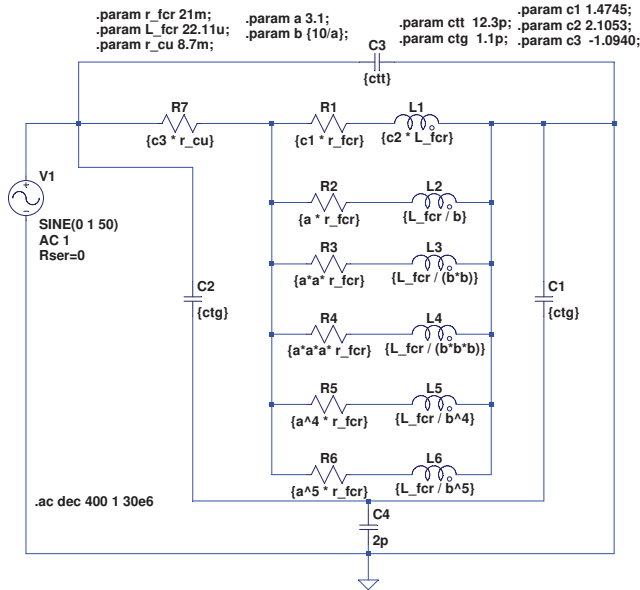 .param r_fcr 21m;
.param L_fcr 22.11u;
.param r_cu 8.7m;
.param a 3.1;
.param b {10/a};
.param ctt 12.3p;
.param ctg 1.1p;
.param c1 1.4745;
.param c2 2.1053;
.param c3 -1.0940;
C3
{ctt}
R7
{c3 * r_cu}
R1
{c1 * r_fcr}
L1
{c2 * L_fcr}
V1
+
-
SINE(0 1 50)
AC 1
Rser=0
R2
{a * r_fcr}
L2
{L_fcr / b}
R3
{a*a* r_fcr}
L3
{L_fcr / (b*b)}
C2
{ctg}
C1
{ctg}
R4
{a*a*a* r_fcr}
L4
{L_fcr / (b*b*b)}
R5
{a^4 * r_fcr}
L5
{L_fcr / b^4}
R6
{a^5 * r_fcr}
L6
{L_fcr / b^5}
.ac dec 400 1 30e6
C4
2p